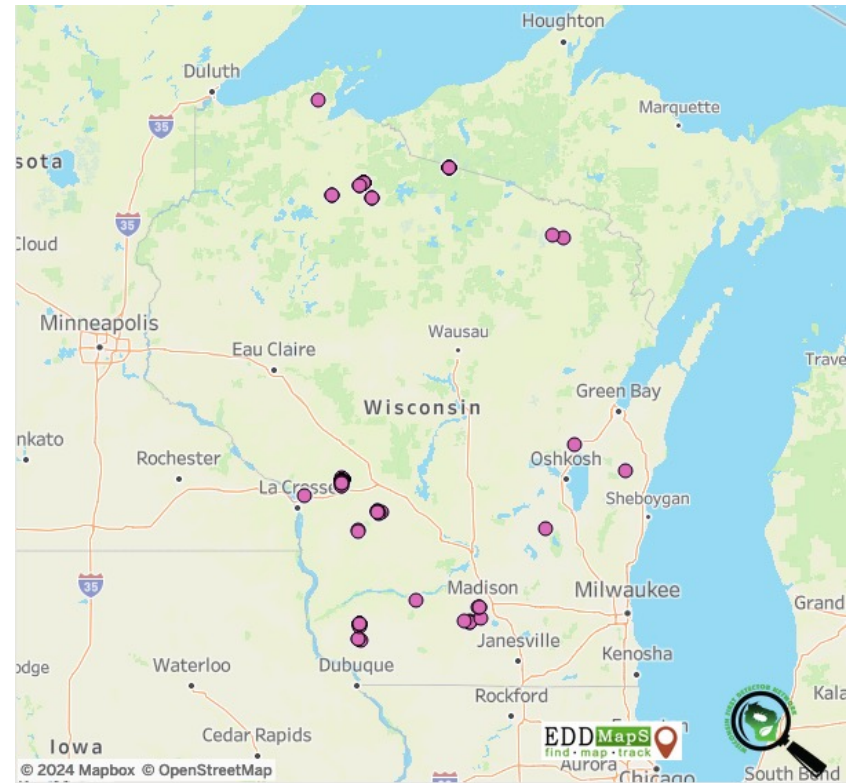 Houghton
Duluth
Marquette
35
sota
35
Cloud
Minneapolis
Wausau
Eau Claire
Trave
Green Bay
Wisconsin
nkato
Rochester
Oshkosh
La Crosse
Sheboygan
35
Madison
Milwaukee
Grand
Janesville
odge
Waterloo
Dubuque
Kenosha
Rockford
Kala
Cedar Rapids
EDDMapS
find • map • track
Iowa
Aurora
© 2024 Mapbox © OpenStreetMap
Chicago
South Bend